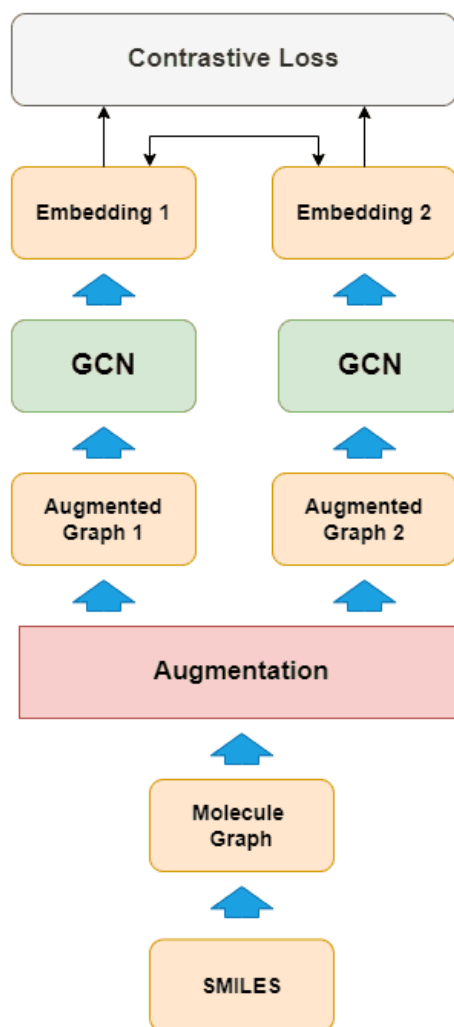 Contrastive Loss
Embedding 1
Embedding 2
GCN
GCN
Augmented
Graph 1
Augmented
Graph 2
Augmentation
Molecule
Graph
SMILES